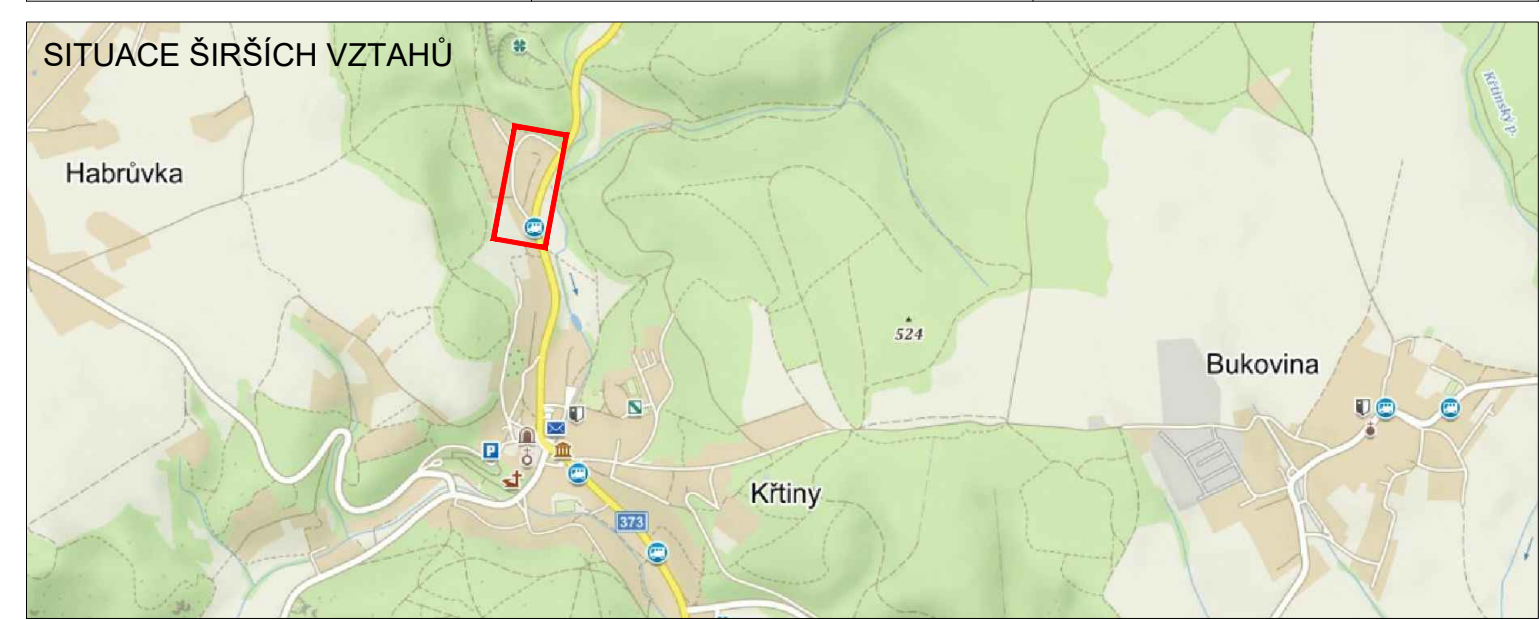 SITUACE ŠIRŠÍCH VZTAHŮ
Křtinský p.
Habrůvka
524
Bukovina
P
Křtiny
373